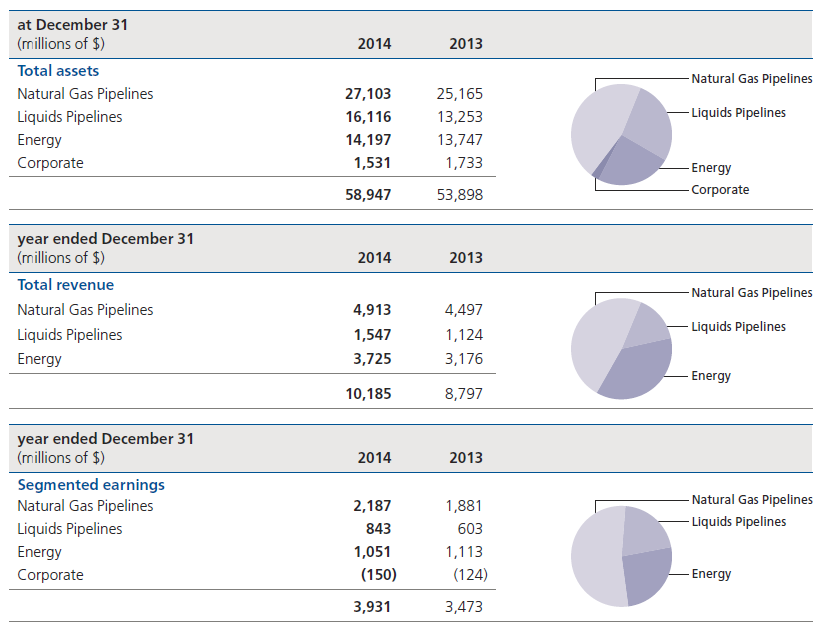 at December 31
(millions of $) 2014 2013
Total assets
Natural Gas Pipelines 27,103 25,165
Liquids Pipelines 16,116 13,253
Energy 14,197 13,747
Corporate 1,531 1,733
58,947 53,898
Natural Gas Pipelines
Liquids Pipelines
Energy
Corporate
year ended December 31
(millions of $) 2014 2013
Total revenue
Natural Gas Pipelines 4,913 4,497
Liquids Pipelines 1,547 1,124
Energy 3,725 3,176
10,185 8,797
Natural Gas Pipelines
Liquids Pipelines
Energy
year ended December 31
(millions of $) 2014 2013
Segmented earnings
Natural Gas Pipelines 2,187 1,881
Liquids Pipelines 843 603
Energy 1,051 1,113
Corporate (150) (124)
3,931 3,473
Natural Gas Pipelines
Liquids Pipelines
Energy